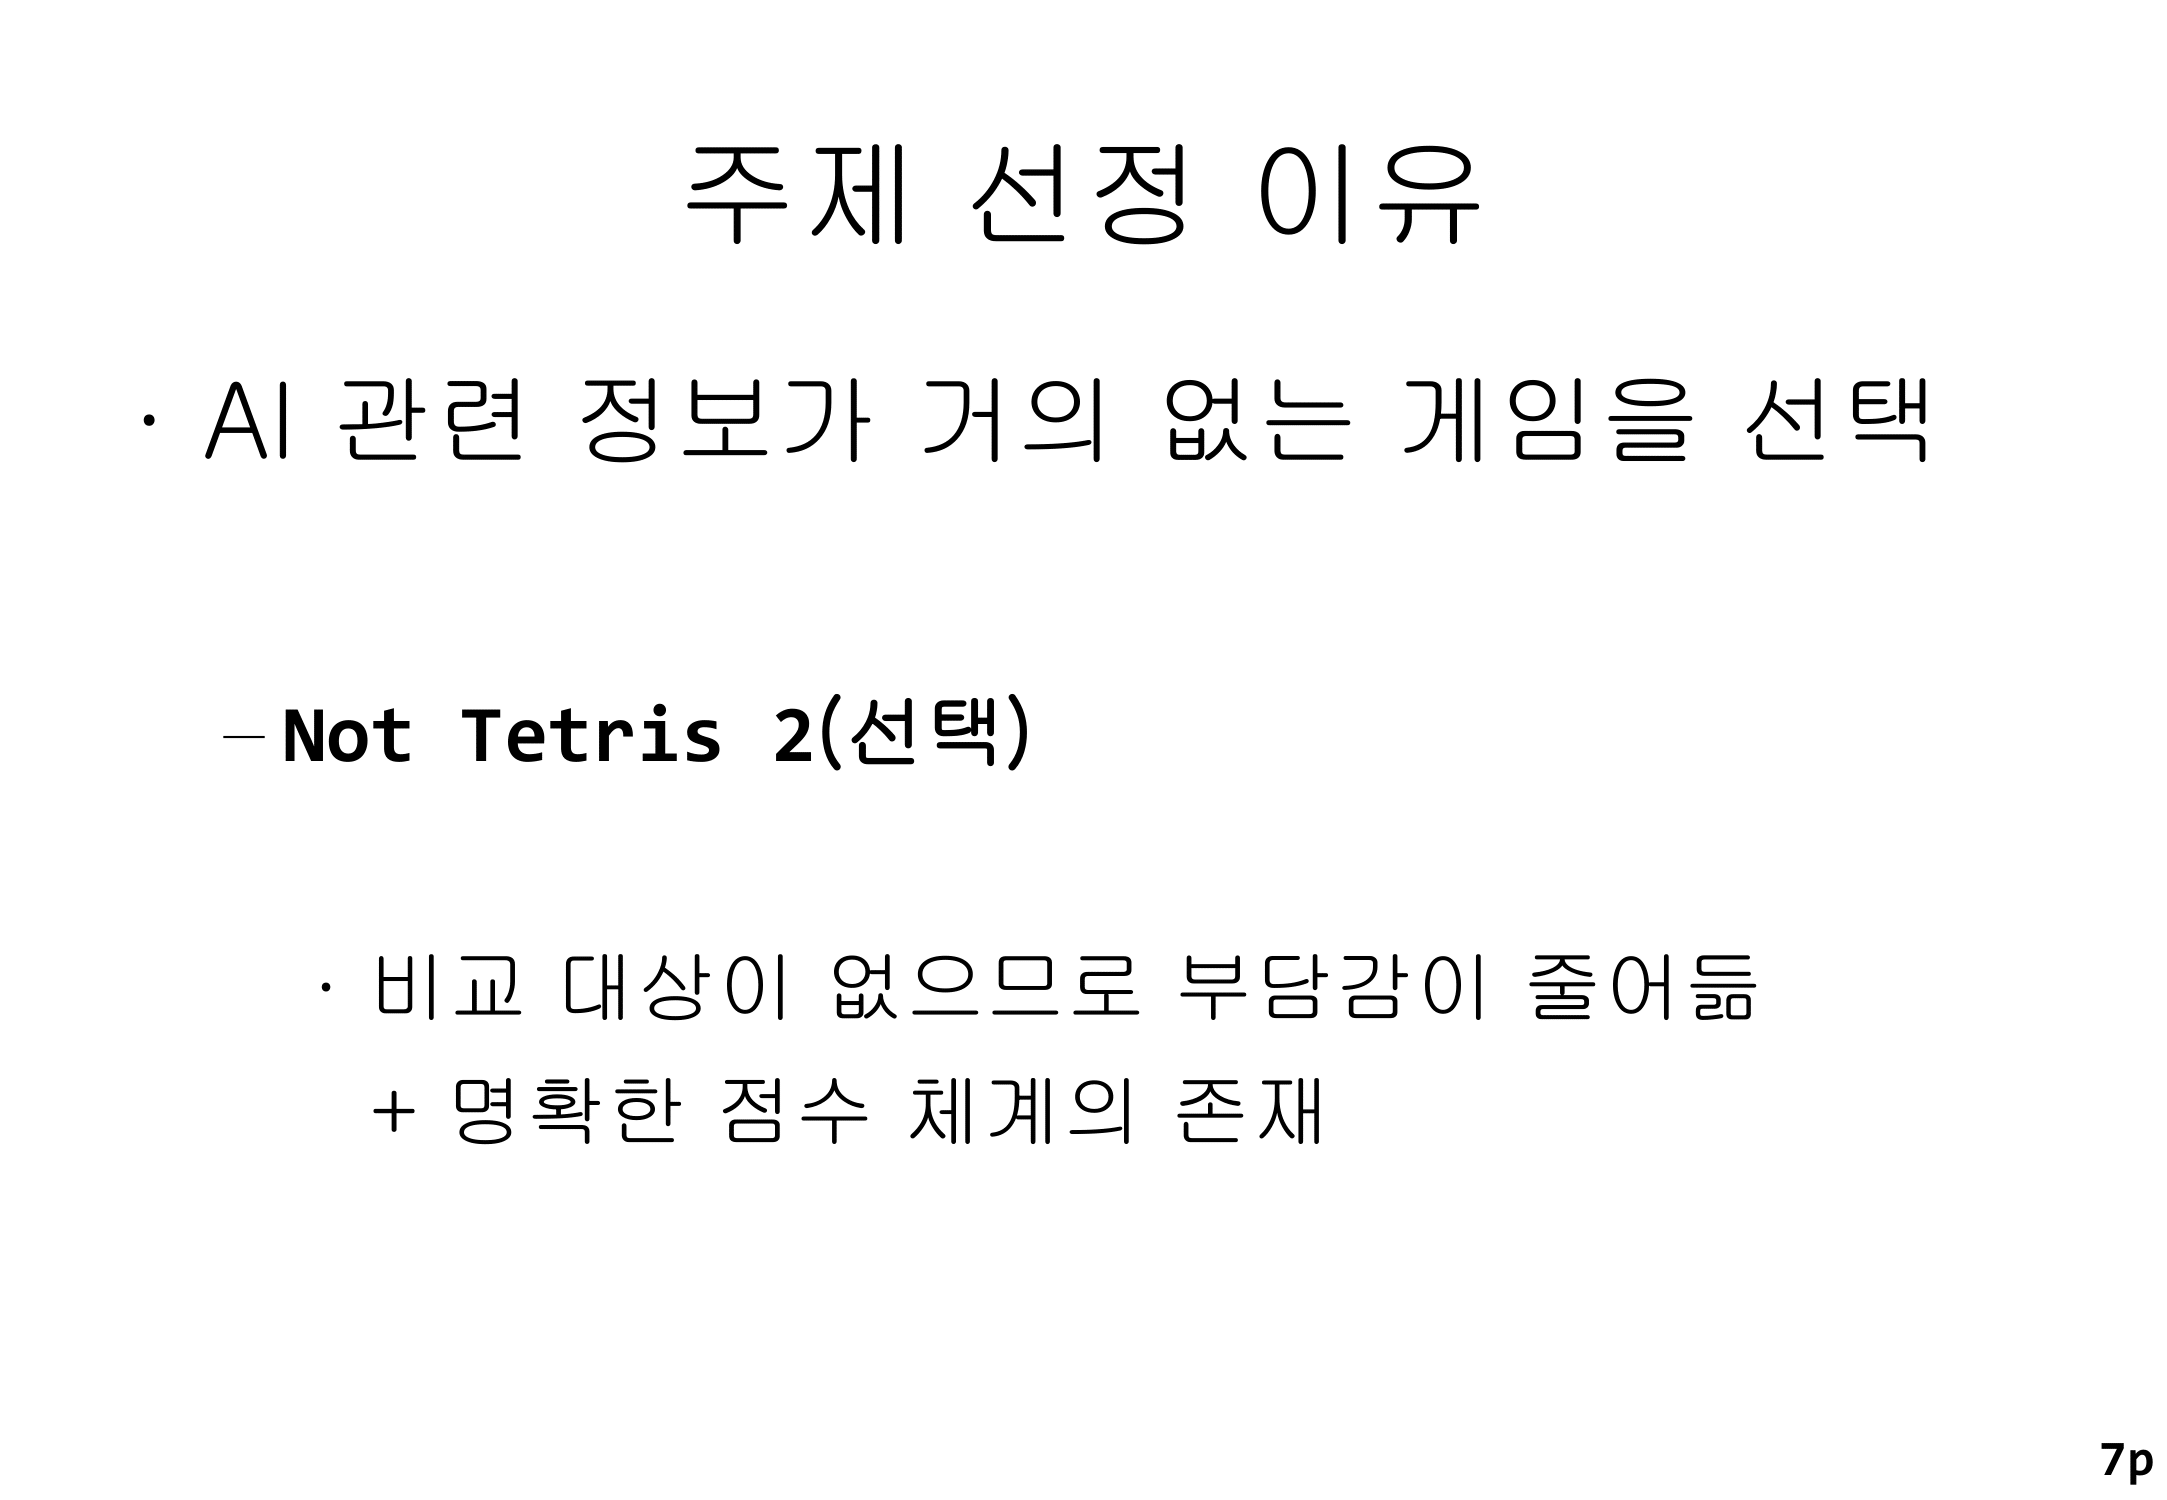 주제 선정 이유
· AI 관련 정보가 거의 없는 게임을 선택
– Not Tetris 2(선택)
· 비교 대상이 없으므로 부담감이 줄어듦
+ 명확한 점수 체계의 존재
7p